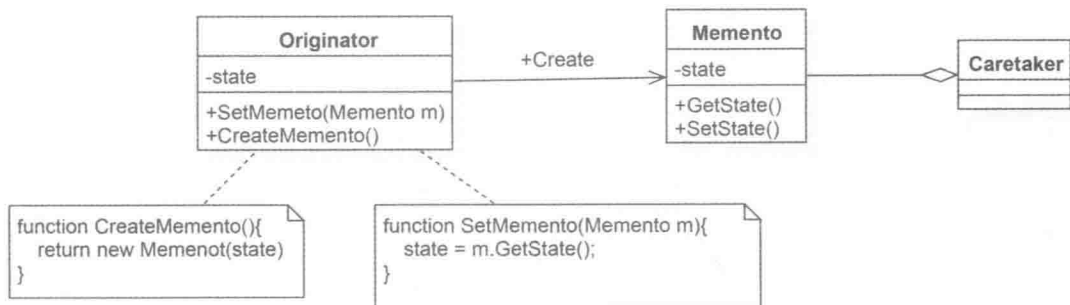 Originator
-state
+SetMemeto(Memento m)
+CreateMemento()
+Create
Memento
-state
+GetState()
+SetState()
Caretaker
function CreateMemento(){
return new Memenot(state)
}
function SetMemento(Memento m){
state = m.GetState();
}